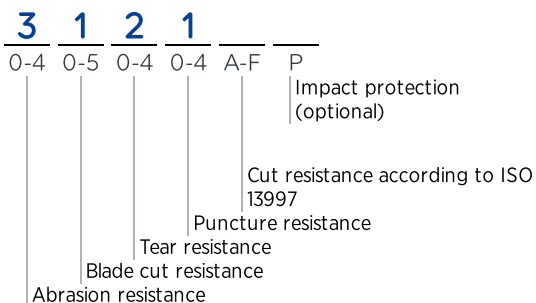 3 1 2 1
0-4 0-5 0-4 0-4 A-F P
Impact protection
(optional)
Cut resistance according to ISO
13997
Puncture resistance
Tear resistance
Blade cut resistance
Abrasion resistance